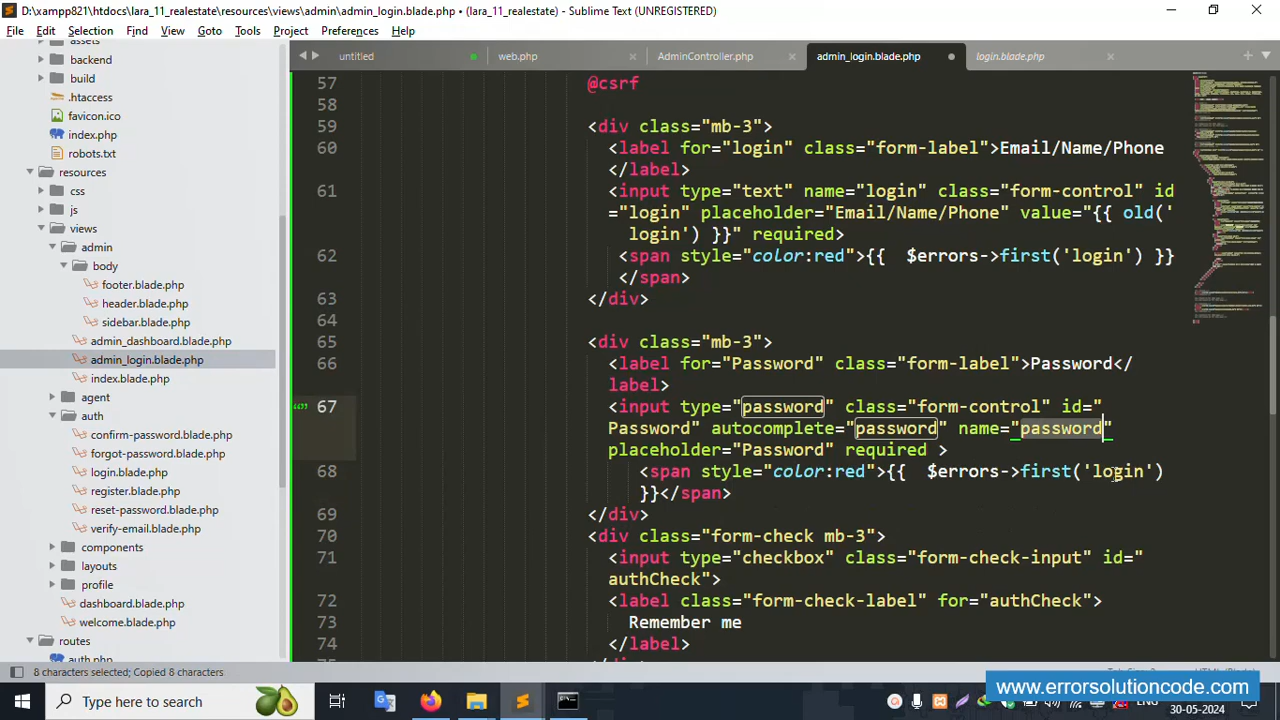 D:\xampp821\htdocs\lara_11_realestate\resources\views\admin\admin_login.blade.php • (lara_11_realestate) - Sublime Text (UNREGISTERED)
File Edit Selection Find View Goto Tools Project Preferences Help
untitled web.php AdminController.php admin_login.blade.php login.blade.php
assets
backend
build
.htaccess
favicon.ico
index.php
robots.txt
resources
css
js
views
admin
body
footer.blade.php
header.blade.php
sidebar.blade.php
admin_dashboard.blade.php
admin_login.blade.php
index.blade.php
agent
auth
confirm-password.blade.php
forgot-password.blade.php
login.blade.php
register.blade.php
reset-password.blade.php
verify-email.blade.php
components
layouts
profile
dashboard.blade.php
welcome.blade.php
routes
auth.php
57 @csrf
58
59 <div class="mb-3">
60 <label for="login" class="form-label">Email/Name/Phone
</label>
61 <input type="text" name="login" class="form-control" id
="login" placeholder="Email/Name/Phone" value="{{ old('
login') }}" required>
62 <span style="color:red">{{ $errors->first('login') }}
</span>
63 </div>
64
65 <div class="mb-3">
66 <label for="Password" class="form-label">Password</
label>
67 <input type="password" class="form-control" id="
Password" autocomplete="password" name="password"
placeholder="Password" required >
68 <span style="color:red">{{ $errors->first('login')
}}</span>
69 </div>
70 <div class="form-check mb-3">
71 <input type="checkbox" class="form-check-input" id="
authCheck">
72 <label class="form-check-label" for="authCheck">
73 Remember me
74 </label>
8 characters selected; Copied 8 characters
www.errorsolutioncode.com
Type here to search
30-05-2024